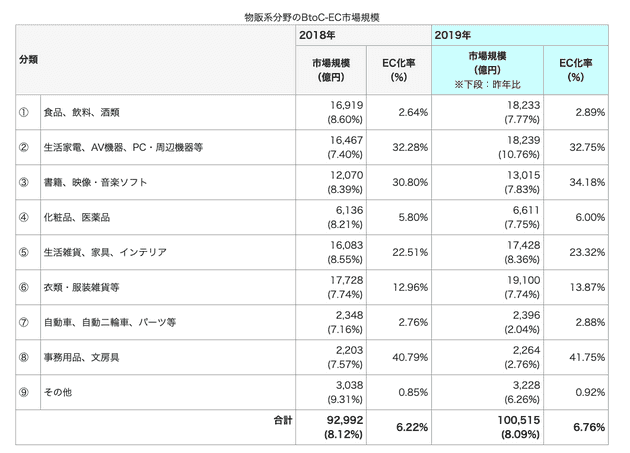 物販系分野のBtoC-EC市場規模
分類 2018年 2019年
市場規模（億円） EC化率（%） 市場規模（億円）※下段：昨年比 EC化率（%）
① 食品、飲料、酒類 16,919 2.64% 18,233 2.89%
(8.60%) (7.77%)
② 生活家電、AV機器、PC・周辺機器等 16,467 32.28% 18,239 32.75%
(7.40%) (10.76%)
③ 書籍、映像・音楽ソフト 12,070 30.80% 13,015 34.18%
(8.39%) (7.83%)
④ 化粧品、医薬品 6,136 5.80% 6,611 6.00%
(8.21%) (7.75%)
⑤ 生活雑貨、家具、インテリア 16,083 22.51% 17,428 23.32%
(8.55%) (8.36%)
⑥ 衣類・服装雑貨等 17,728 12.96% 19,100 13.87%
(7.74%) (7.74%)
⑦ 自動車、自動二輪車、パーツ等 2,348 2.76% 2,396 2.88%
(7.16%) (2.04%)
⑧ 事務用品、文房具 2,203 40.79% 2,264 41.75%
(7.57%) (2.76%)
⑨ その他 3,038 0.85% 3,228 0.92%
(9.31%) (6.26%)
合計 92,992 6.22% 100,515 6.76%
(8.12%) (8.09%)